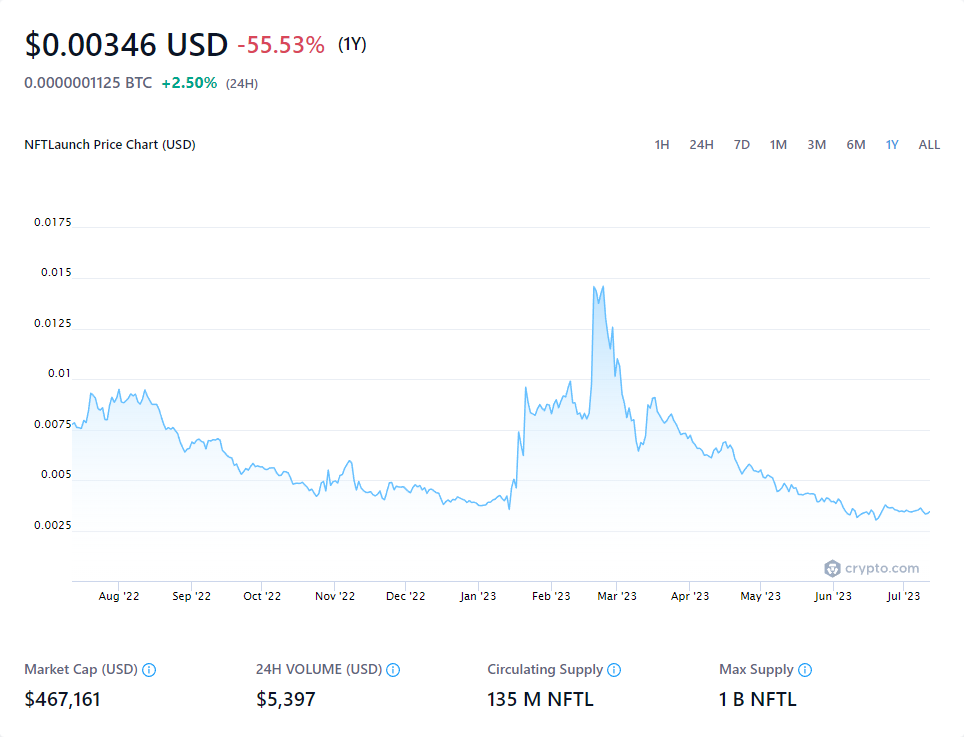 $0.00346 USD -55.53% (1Y)
0.0000001125 BTC +2.50% (24H)
NFTLaunch Price Chart (USD) 1H 24H 7D 1M 3M 6M 1Y ALL
0.0175
0.015
0.0125
0.01
0.0075
0.005
0.0025
crypto.com
Aug '22 Sep '22 Oct '22 Nov '22 Dec '22 Jan '23 Feb '23 Mar '23 Apr '23 May '23 Jun '23 Jul '23
Market Cap (USD) 24H VOLUME (USD) Circulating Supply Max Supply
$467,161 $5,397 135 M NFTL 1 B NFTL